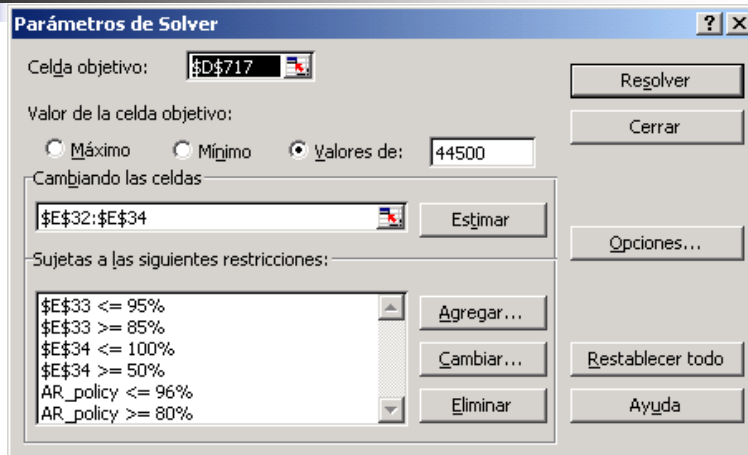 Parámetros de Solver
Celda objetivo: $D$717
Valor de la celda objetivo:
Máximo Mínimo Valores de: 44500
Cambiando las celdas
$E$32:$E$34 Estimar
Sujetas a las siguientes restricciones:
$E$33 <= 95%
$E$33 >= 85%
$E$34 <= 100%
$E$34 >= 50%
AR_policy <= 96%
AR_policy >= 80%
Agregar...
Cambiar...
Eliminar
Resolver
Cerrar
Opciones...
Restablecer todo
Ayuda